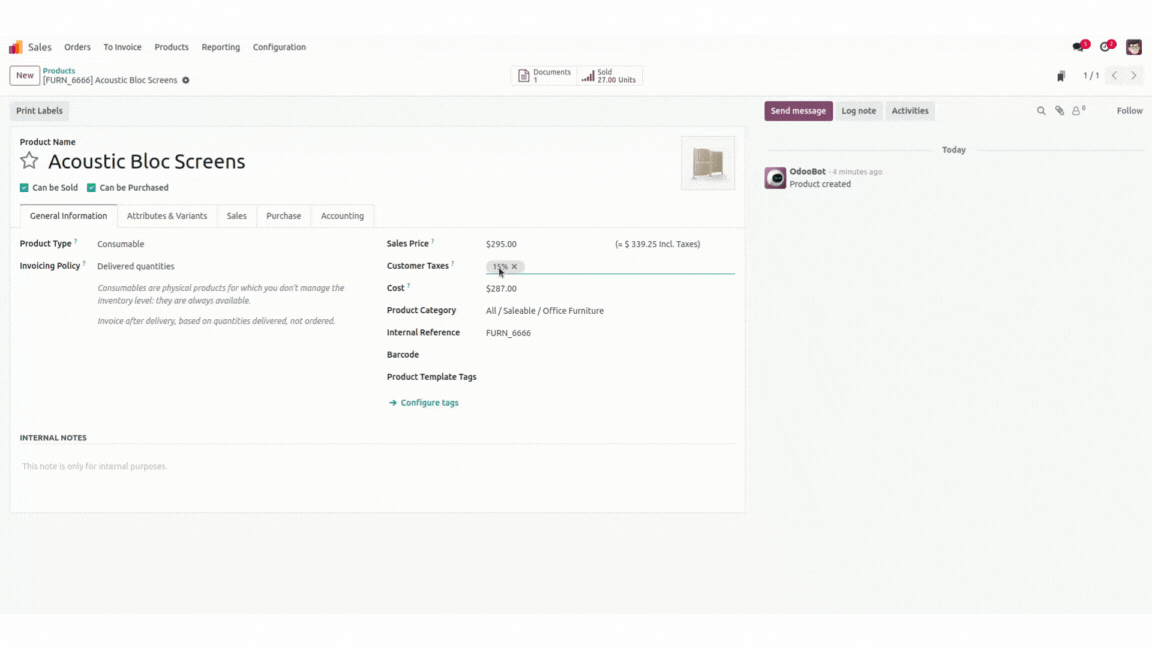 Sales Orders To Invoice Products Reporting Configuration 5 2
New Products Documents 1 Sold 27.00 Units 1 / 1
[FURN_6666] Acoustic Bloc Screens
Print Labels Send message Log note Activities 0 Follow
Product Name
Acoustic Bloc Screens
Can be Sold Can be Purchased
General Information Attributes & Variants Sales Purchase Accounting
Product Type ? Consumable
Invoicing Policy ? Delivered quantities
Consumables are physical products for which you don't manage the
inventory level: they are always available.
Invoice after delivery, based on quantities delivered, not ordered.
Sales Price ? $295.00 (= $ 339.25 Incl. Taxes)
Customer Taxes ? 15% ×
Cost ? $287.00
Product Category All / Saleable / Office Furniture
Internal Reference FURN_6666
Barcode
Product Template Tags
→ Configure tags
INTERNAL NOTES
This note is only for internal purposes.
Today
OdooBot - 4 minutes ago
Product created